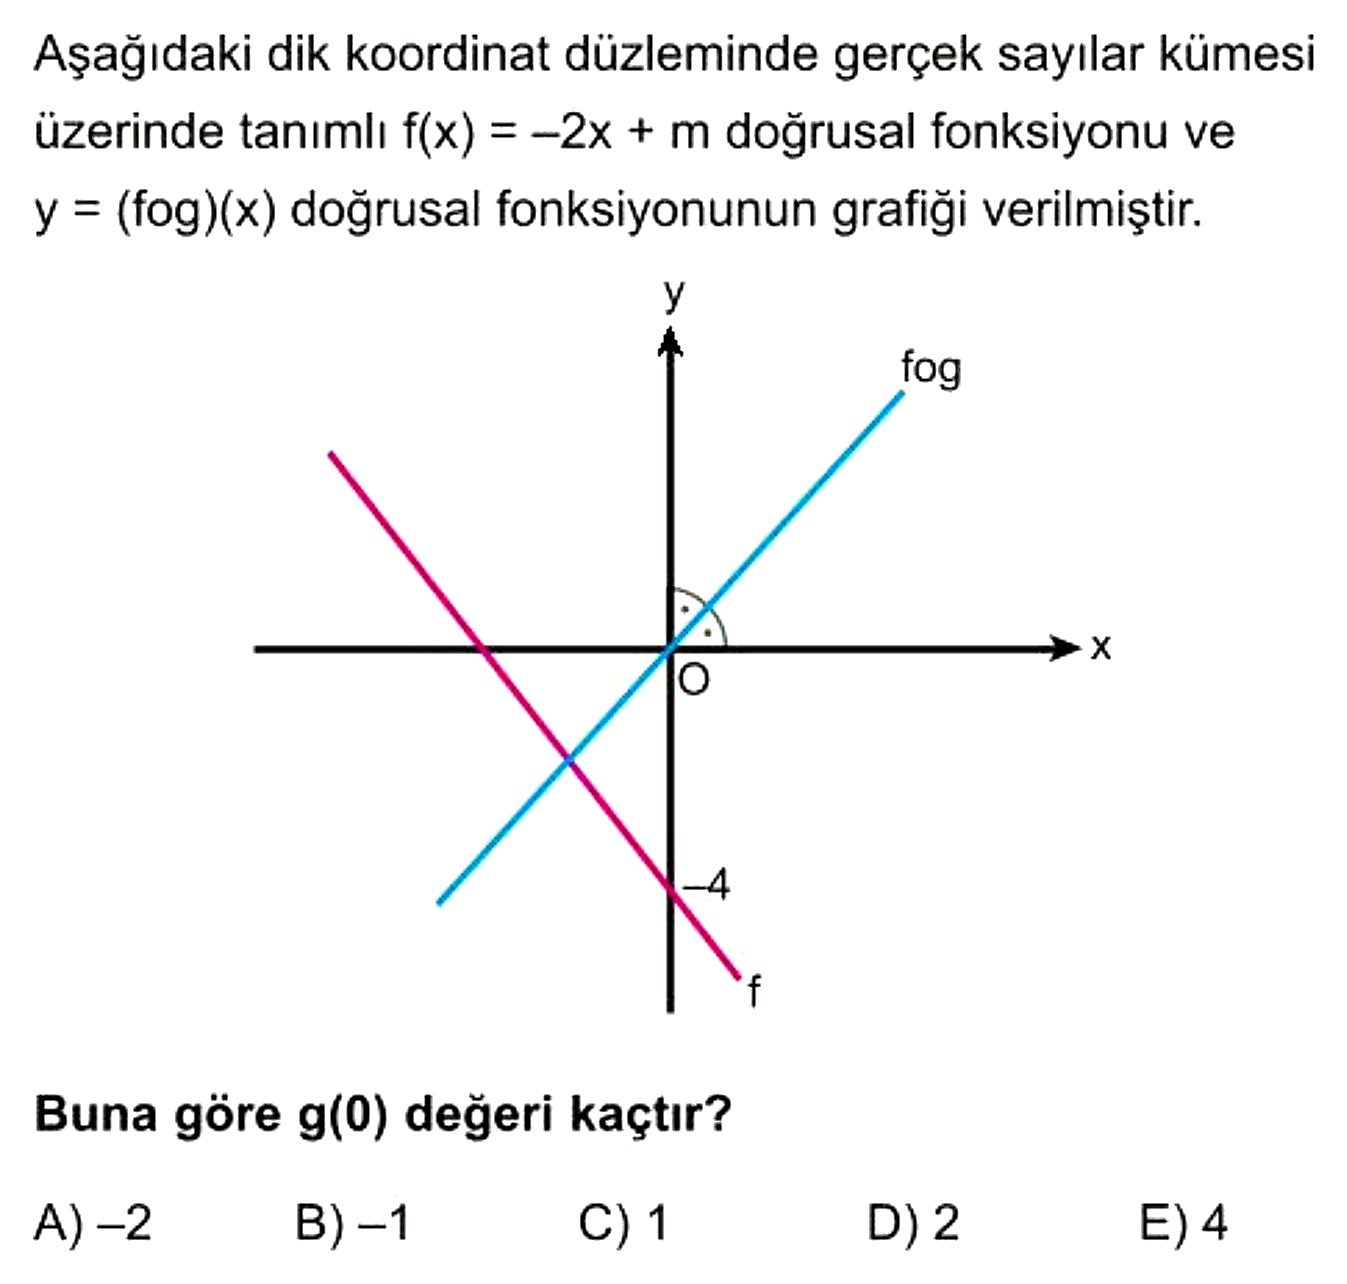 Aşağıdaki dik koordinat düzleminde gerçek sayılar kümesi
üzerinde tanımlı f(x) = –2x + m doğrusal fonksiyonu ve
y = (fog)(x) doğrusal fonksiyonunun grafiği verilmiştir.
y
fog
x
O
–4
f
Buna göre g(0) değeri kaçtır?
A) –2 B) –1 C) 1 D) 2 E) 4